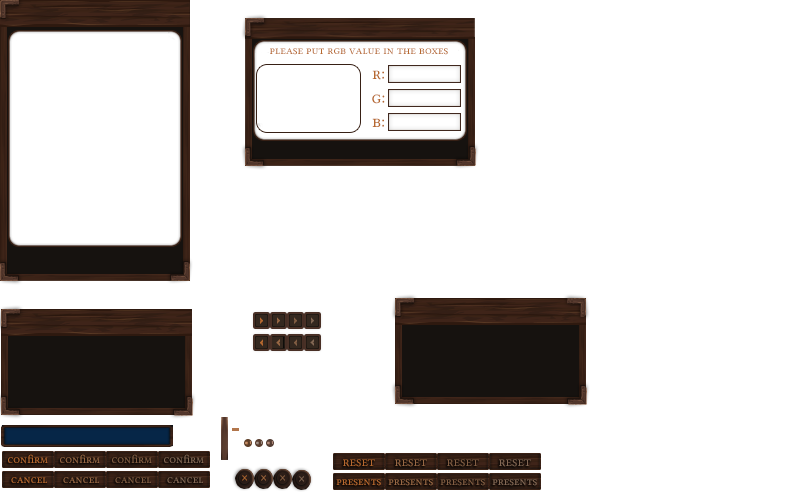 PLEASE PUT RGB VALUE IN THE BOXES
R:
G:
B:
CONFIRM CONFIRM CONFIRM CONFIRM
CANCEL CANCEL CANCEL CANCEL
RESET RESET RESET RESET
PRESENTS PRESENTS PRESENTS PRESENTS